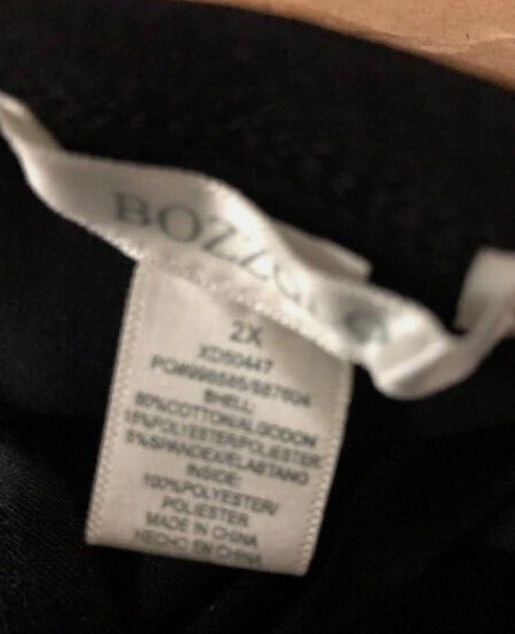 BOZZ
2X
XD50447
SHELL:
80%COTTON/ALGODON
15%POLYESTER/POLIESTER
5%SPANDEX/ELASTANO
INSIDE:
100%POLYESTER/
POLIESTER
MADE IN CHINA
HECHO EN CHINA